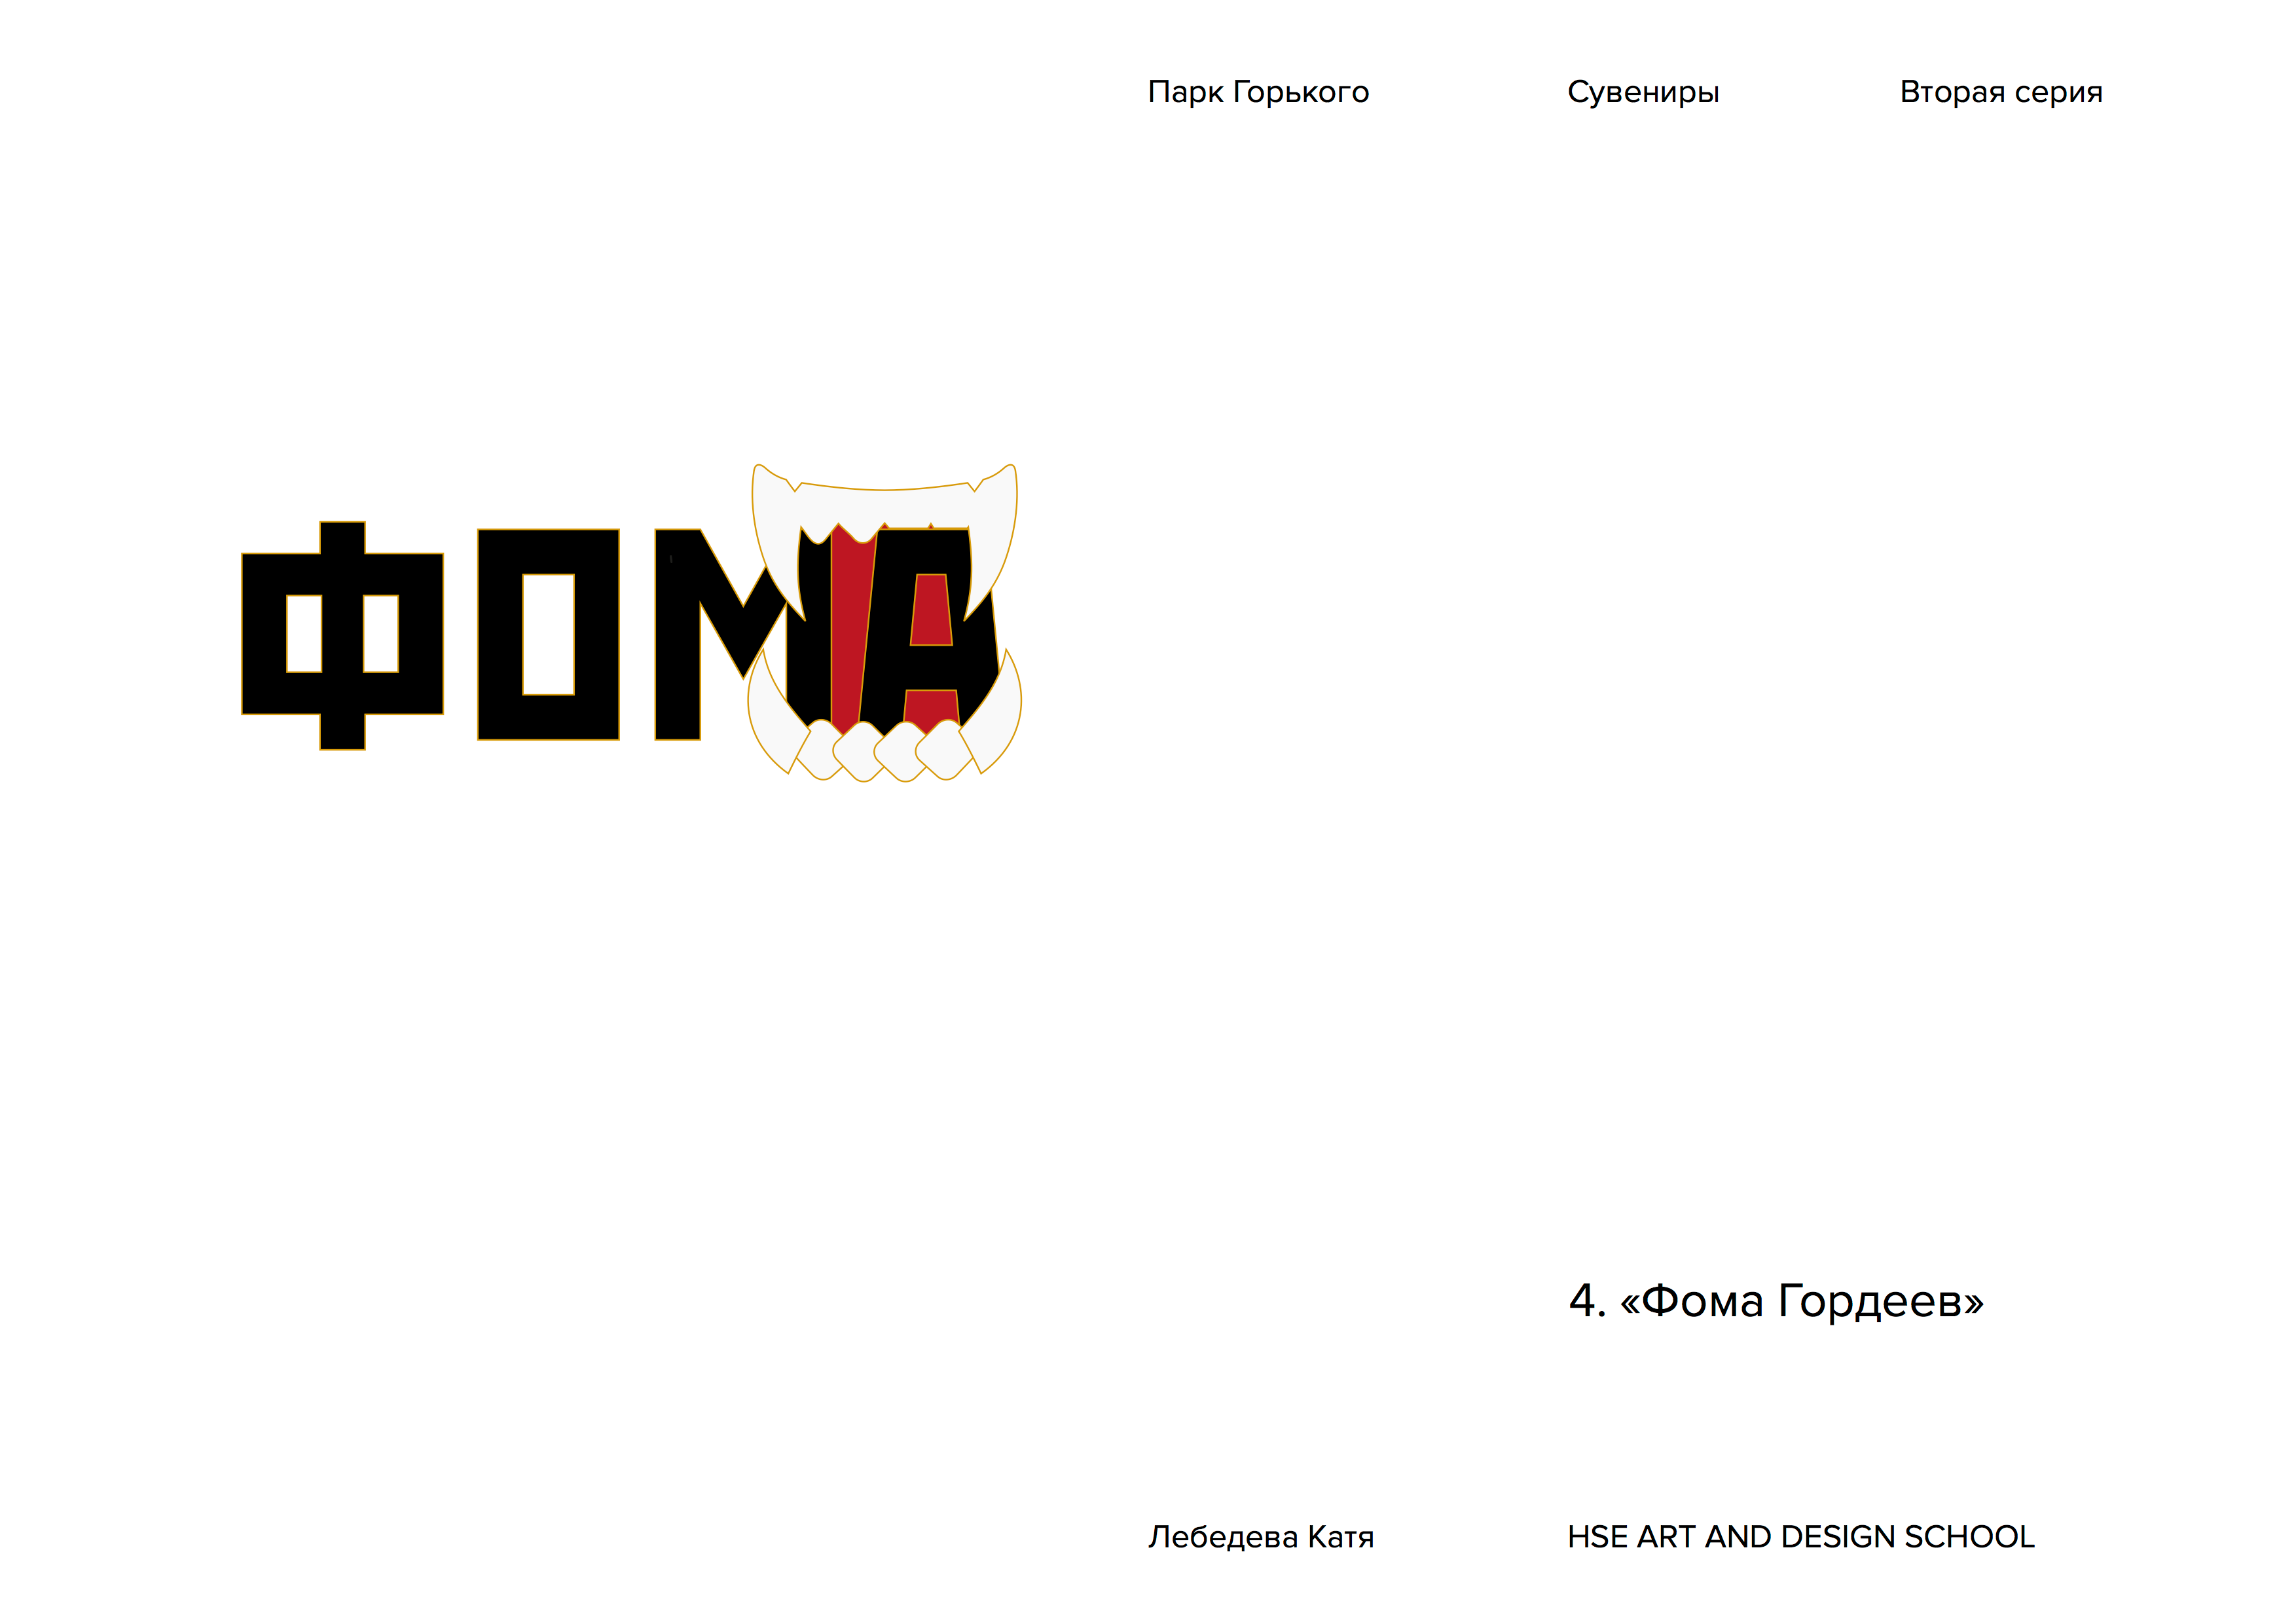 Парк Горького
Сувениры
Вторая серия
ФОМА
4. «Фома Гордеев»
Лебедева Катя
HSE ART AND DESIGN SCHOOL